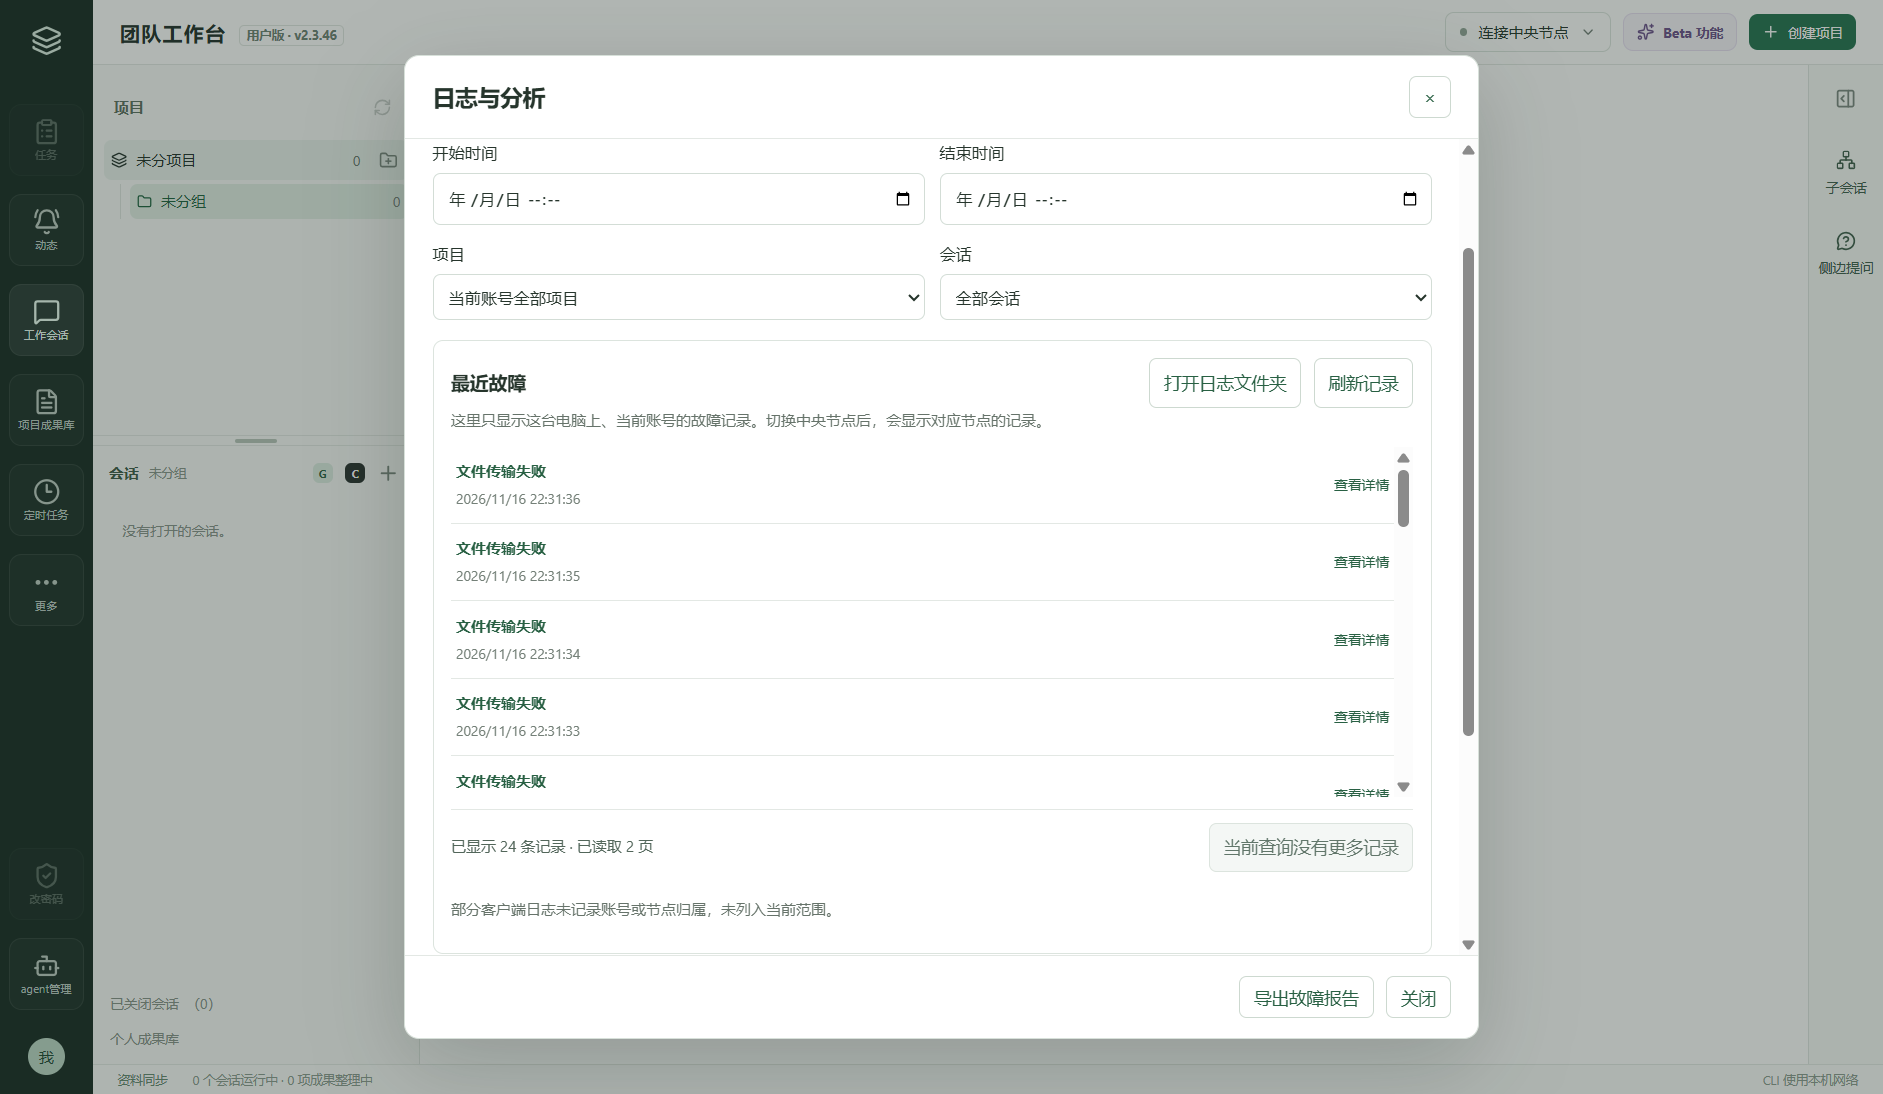 团队工作台
用户版 · v2.3.46
连接中央节点
Beta 功能
创建项目
任务
动态
工作会话
项目成果库
定时任务
更多
改密码
agent管理
我
项目
未分项目
0
未分组
0
会话 未分组
G
C
没有打开的会话。
已关闭会话 (0)
个人成果库
日志与分析
×
开始时间
结束时间
年 /月/日 --:--
年 /月/日 --:--
项目
会话
当前账号全部项目
全部会话
最近故障
打开日志文件夹
刷新记录
这里只显示这台电脑上、当前账号的故障记录。切换中央节点后，会显示对应节点的记录。
文件传输失败
2026/11/16 22:31:36
查看详情
文件传输失败
2026/11/16 22:31:35
查看详情
文件传输失败
2026/11/16 22:31:34
查看详情
文件传输失败
2026/11/16 22:31:33
查看详情
文件传输失败
查看详情
已显示 24 条记录 · 已读取 2 页
当前查询没有更多记录
部分客户端日志未记录账号或节点归属，未列入当前范围。
导出故障报告
关闭
子会话
侧边提问
资料同步
0 个会话运行中 · 0 项成果整理中
CLI 使用本机网络